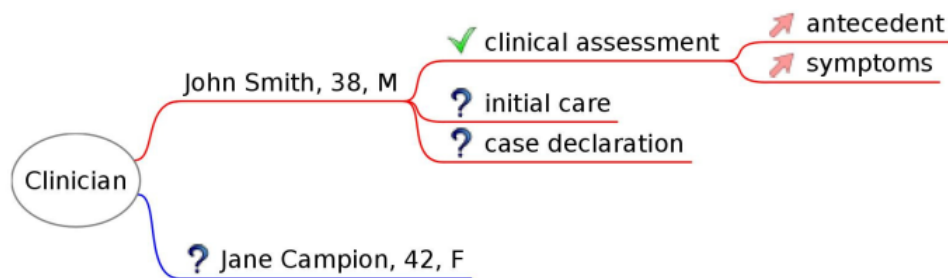 Clinician
John Smith, 38, M
clinical assessment
antecedent
symptoms
initial care
case declaration
Jane Campion, 42, F